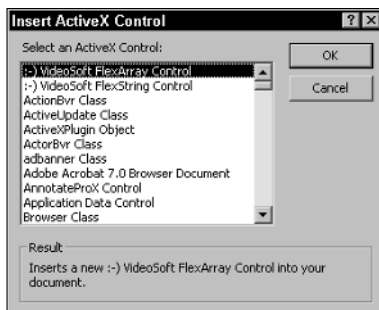 Insert ActiveX Control
Select an ActiveX Control:
:-) VideoSoft FlexArray Control
:-) VideoSoft FlexString Control
ActionBvr Class
ActiveUpdate Class
ActiveXPlugin Object
ActorBvr Class
adbanner Class
Adobe Acrobat 7.0 Browser Document
AnnotateProX Control
Application Data Control
Browser Class
OK
Cancel
Result
Inserts a new :-) VideoSoft FlexArray Control into your
document.